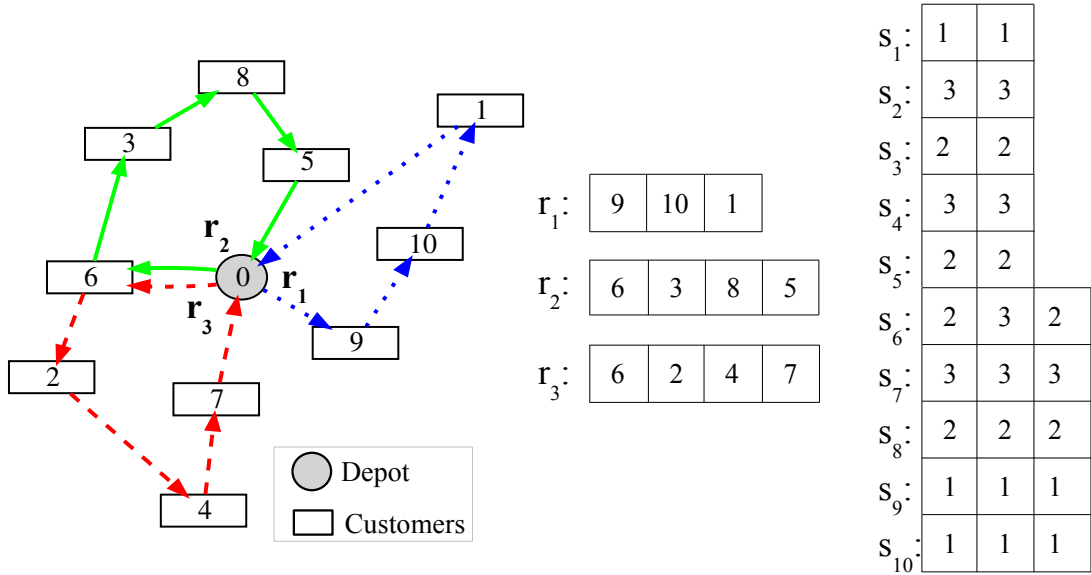 8
1
3
5
10
r2
6
0
r1
r3
9
2
7
4
Depot
Customers
r1: 9 10 1
r2: 6 3 8 5
r3: 6 2 4 7
s1: 1 1
s2: 3 3
s3: 2 2
s4: 3 3
s5: 2 2
s6: 2 3 2
s7: 3 3 3
s8: 2 2 2
s9: 1 1 1
s10: 1 1 1